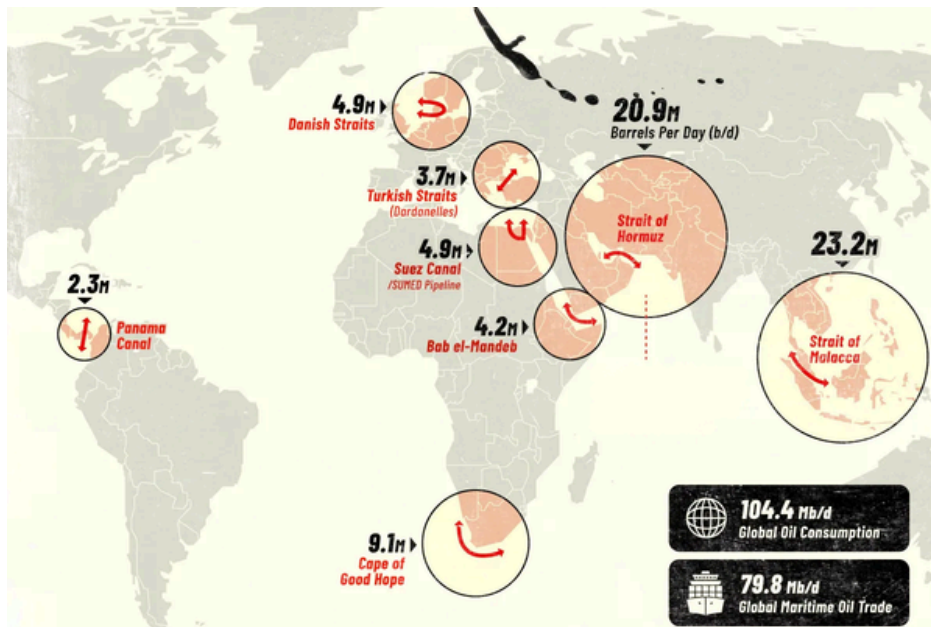 4.9M
Danish Straits
20.9M
Barrels Per Day (b/d)
3.7M
Turkish Straits
(Dardanelles)
Strait of
Hormuz
4.9M
Suez Canal
/SUMED Pipeline
23.2M
2.3M
Panama
Canal
4.2M
Bab el-Mandeb
Strait of
Malacca
9.1M
Cape of
Good Hope
104.4 Mb/d
Global Oil Consumption
79.8 Mb/d
Global Maritime Oil Trade